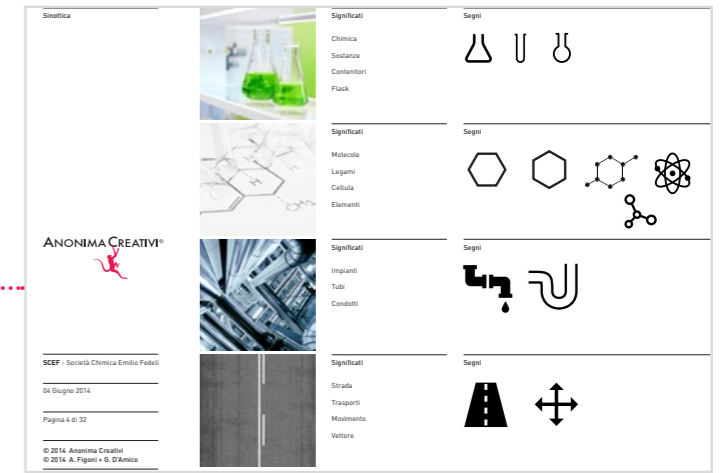 Sinottica
ANONIMA CREATIVI®
SCEF - Società Chimica Emilio Fedeli
04 Giugno 2014
Pagina 4 di 32
© 2014 Anonima Creativi
© 2014 A. Figoni + G. D'Amico
Significati
Chimica
Sostanze
Contenitori
Flask
Segni
Significati
Molecole
Legami
Cellula
Elementi
Segni
Significati
Impianti
Tubi
Condotti
Segni
Significati
Strada
Trasporti
Movimento
Vettore
Segni